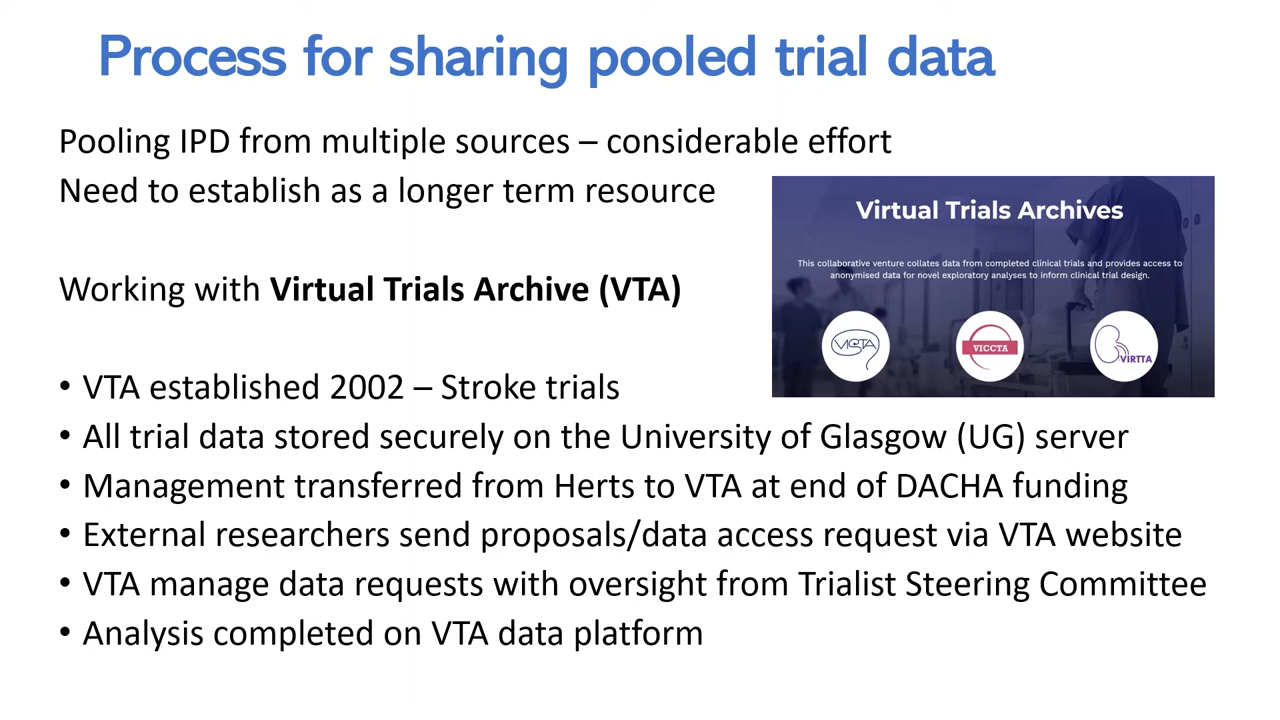 Process for sharing pooled trial data
Pooling IPD from multiple sources – considerable effort
Need to establish as a longer term resource
Working with Virtual Trials Archive (VTA)
• VTA established 2002 – Stroke trials
• All trial data stored securely on the University of Glasgow (UG) server
• Management transferred from Herts to VTA at end of DACHA funding
• External researchers send proposals/data access request via VTA website
• VTA manage data requests with oversight from Trialist Steering Committee
• Analysis completed on VTA data platform
Virtual Trials Archives
This collaborative venture collates data from completed clinical trials and provides access to
anonymised data for novel exploratory analyses to inform clinical trial design.
VISTA
VICCTA
VIRTTA